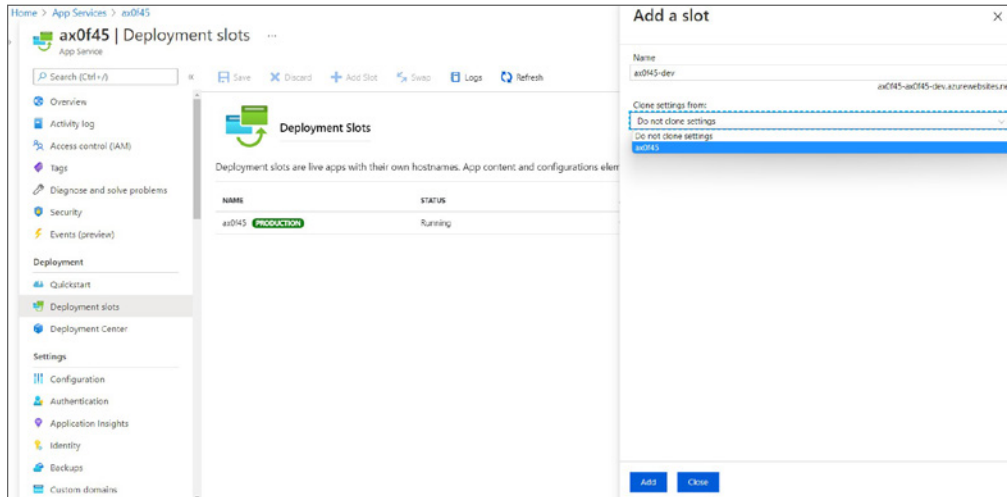 Home > App Services > ax0f45
ax0f45 | Deployment slots ...
App Service
Search (Ctrl+/)
Overview
Activity log
Access control (IAM)
Tags
Diagnose and solve problems
Security
Events (preview)
Deployment
Quickstart
Deployment slots
Deployment Center
Settings
Configuration
Authentication
Application Insights
Identity
Backups
Custom domains
Save Discard Add Slot Swap Logs Refresh
Deployment Slots
Deployment slots are live apps with their own hostnames. App content and configurations elem
NAME STATUS
ax0f45 PRODUCTION Running
Add a slot
Name
ax0f45-dev
ax0f45-ax0f45-dev.azurewebsites.ne
Clone settings from:
Do not clone settings
Do not clone settings
ax0f45
Add Close